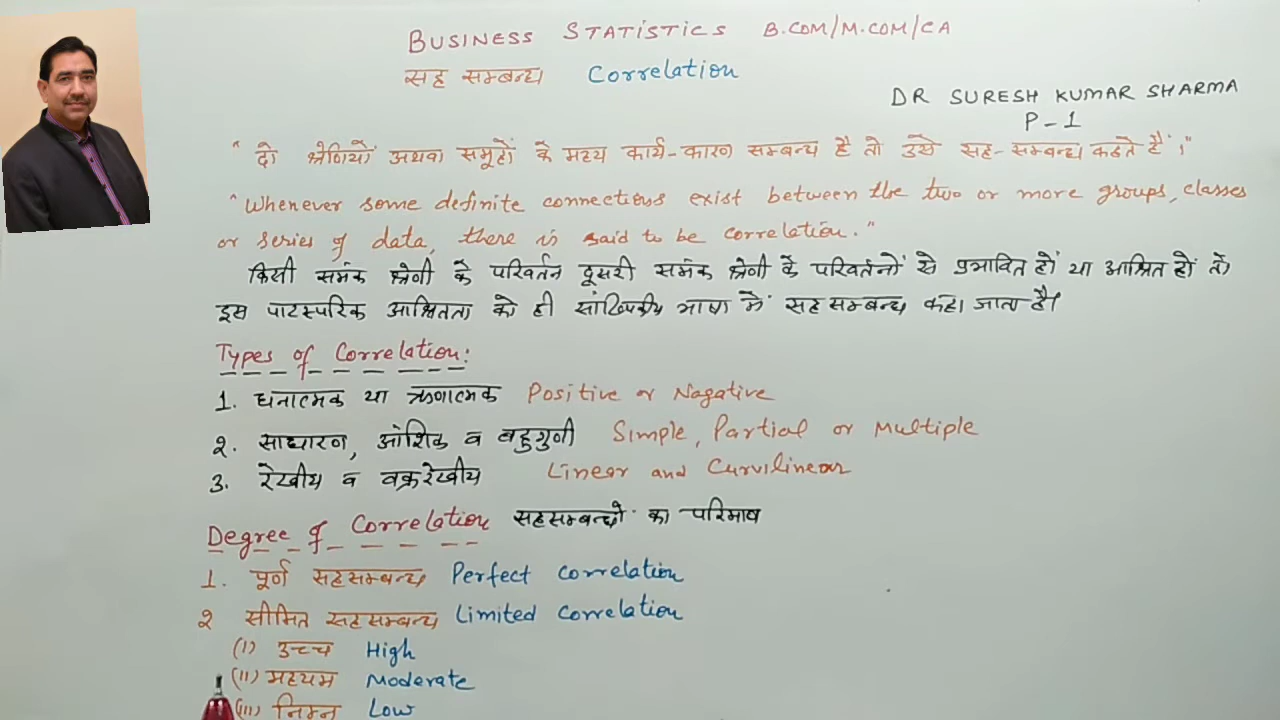 BUSINESS STATISTICS B.COM/M.COM/CA
सह सम्बन्ध Correlation
DR SURESH KUMAR SHARMA
P-1
"दो श्रेणियों अथवा समूहों के मध्य कार्य-कारण सम्बन्ध है तो उसे सह-सम्बन्ध कहते है।"
"Whenever some definite connections exist between the two or more groups, classes
or series of data, there is said to be correlation."
किसी समंक श्रेणी के परिवर्तन दूसरी समंक श्रेणी के परिवर्तनों से प्रभावित हों या आश्रित हों तो
इस पारस्परिक आश्रितता को ही सांख्यिकीय भाषा में सहसम्बन्ध कहा जाता है।
Types of Correlation:
1. धनात्मक या ऋणात्मक Positive or Nagative
2. साधारण, आंशिक व बहुगुणी Simple, Partial or Multiple
3. रेखीय व वक्ररेखीय Linear and Curvilinear
Degree of Correlation सहसम्बन्धो का परिमाष
1. पूर्ण सहसम्बन्ध Perfect Correlation
2 सीमित सहसम्बन्ध Limited Correlation
(I) उच्च High
(II) मध्यम Moderate
(III) निम्न Low